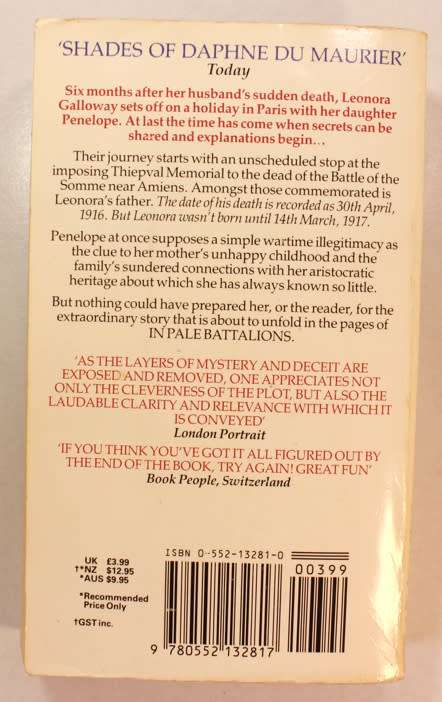 'SHADES OF DAPHNE DU MAURIER'
Today
Six months after her husband's sudden death, Leonora
Galloway sets off on a holiday in Paris with her daughter
Penelope. At last the time has come when secrets can be
shared and explanations begin...
Their journey starts with an unscheduled stop at the
imposing Thiepval Memorial to the dead of the Battle of the
Somme near Amiens. Amongst those commemorated is
Leonora's father. The date of his death is recorded as 30th April,
1916. But Leonora wasn't born until 14th March, 1917.
Penelope at once supposes a simple wartime illegitimacy as
the clue to her mother's unhappy childhood and the
family's sundered connections with her aristocratic
heritage about which she has always known so little.
But nothing could have prepared her, or the reader, for the
extraordinary story that is about to unfold in the pages of
IN PALE BATTALIONS.
'AS THE LAYERS OF MYSTERY AND DECEIT ARE
EXPOSED AND REMOVED, ONE APPRECIATES NOT
ONLY THE CLEVERNESS OF THE PLOT, BUT ALSO THE
LAUDABLE CLARITY AND RELEVANCE WITH WHICH IT
IS CONVEYED'
London Portrait
'IF YOU THINK YOU'VE GOT IT ALL FIGURED OUT BY
THE END OF THE BOOK, TRY AGAIN! GREAT FUN'
Book People, Switzerland
UK £3.99
†*NZ $12.95
*AUS $9.95
*Recommended
Price Only
†GST inc.
ISBN 0-552-13281-0
00399
9 780552 132817